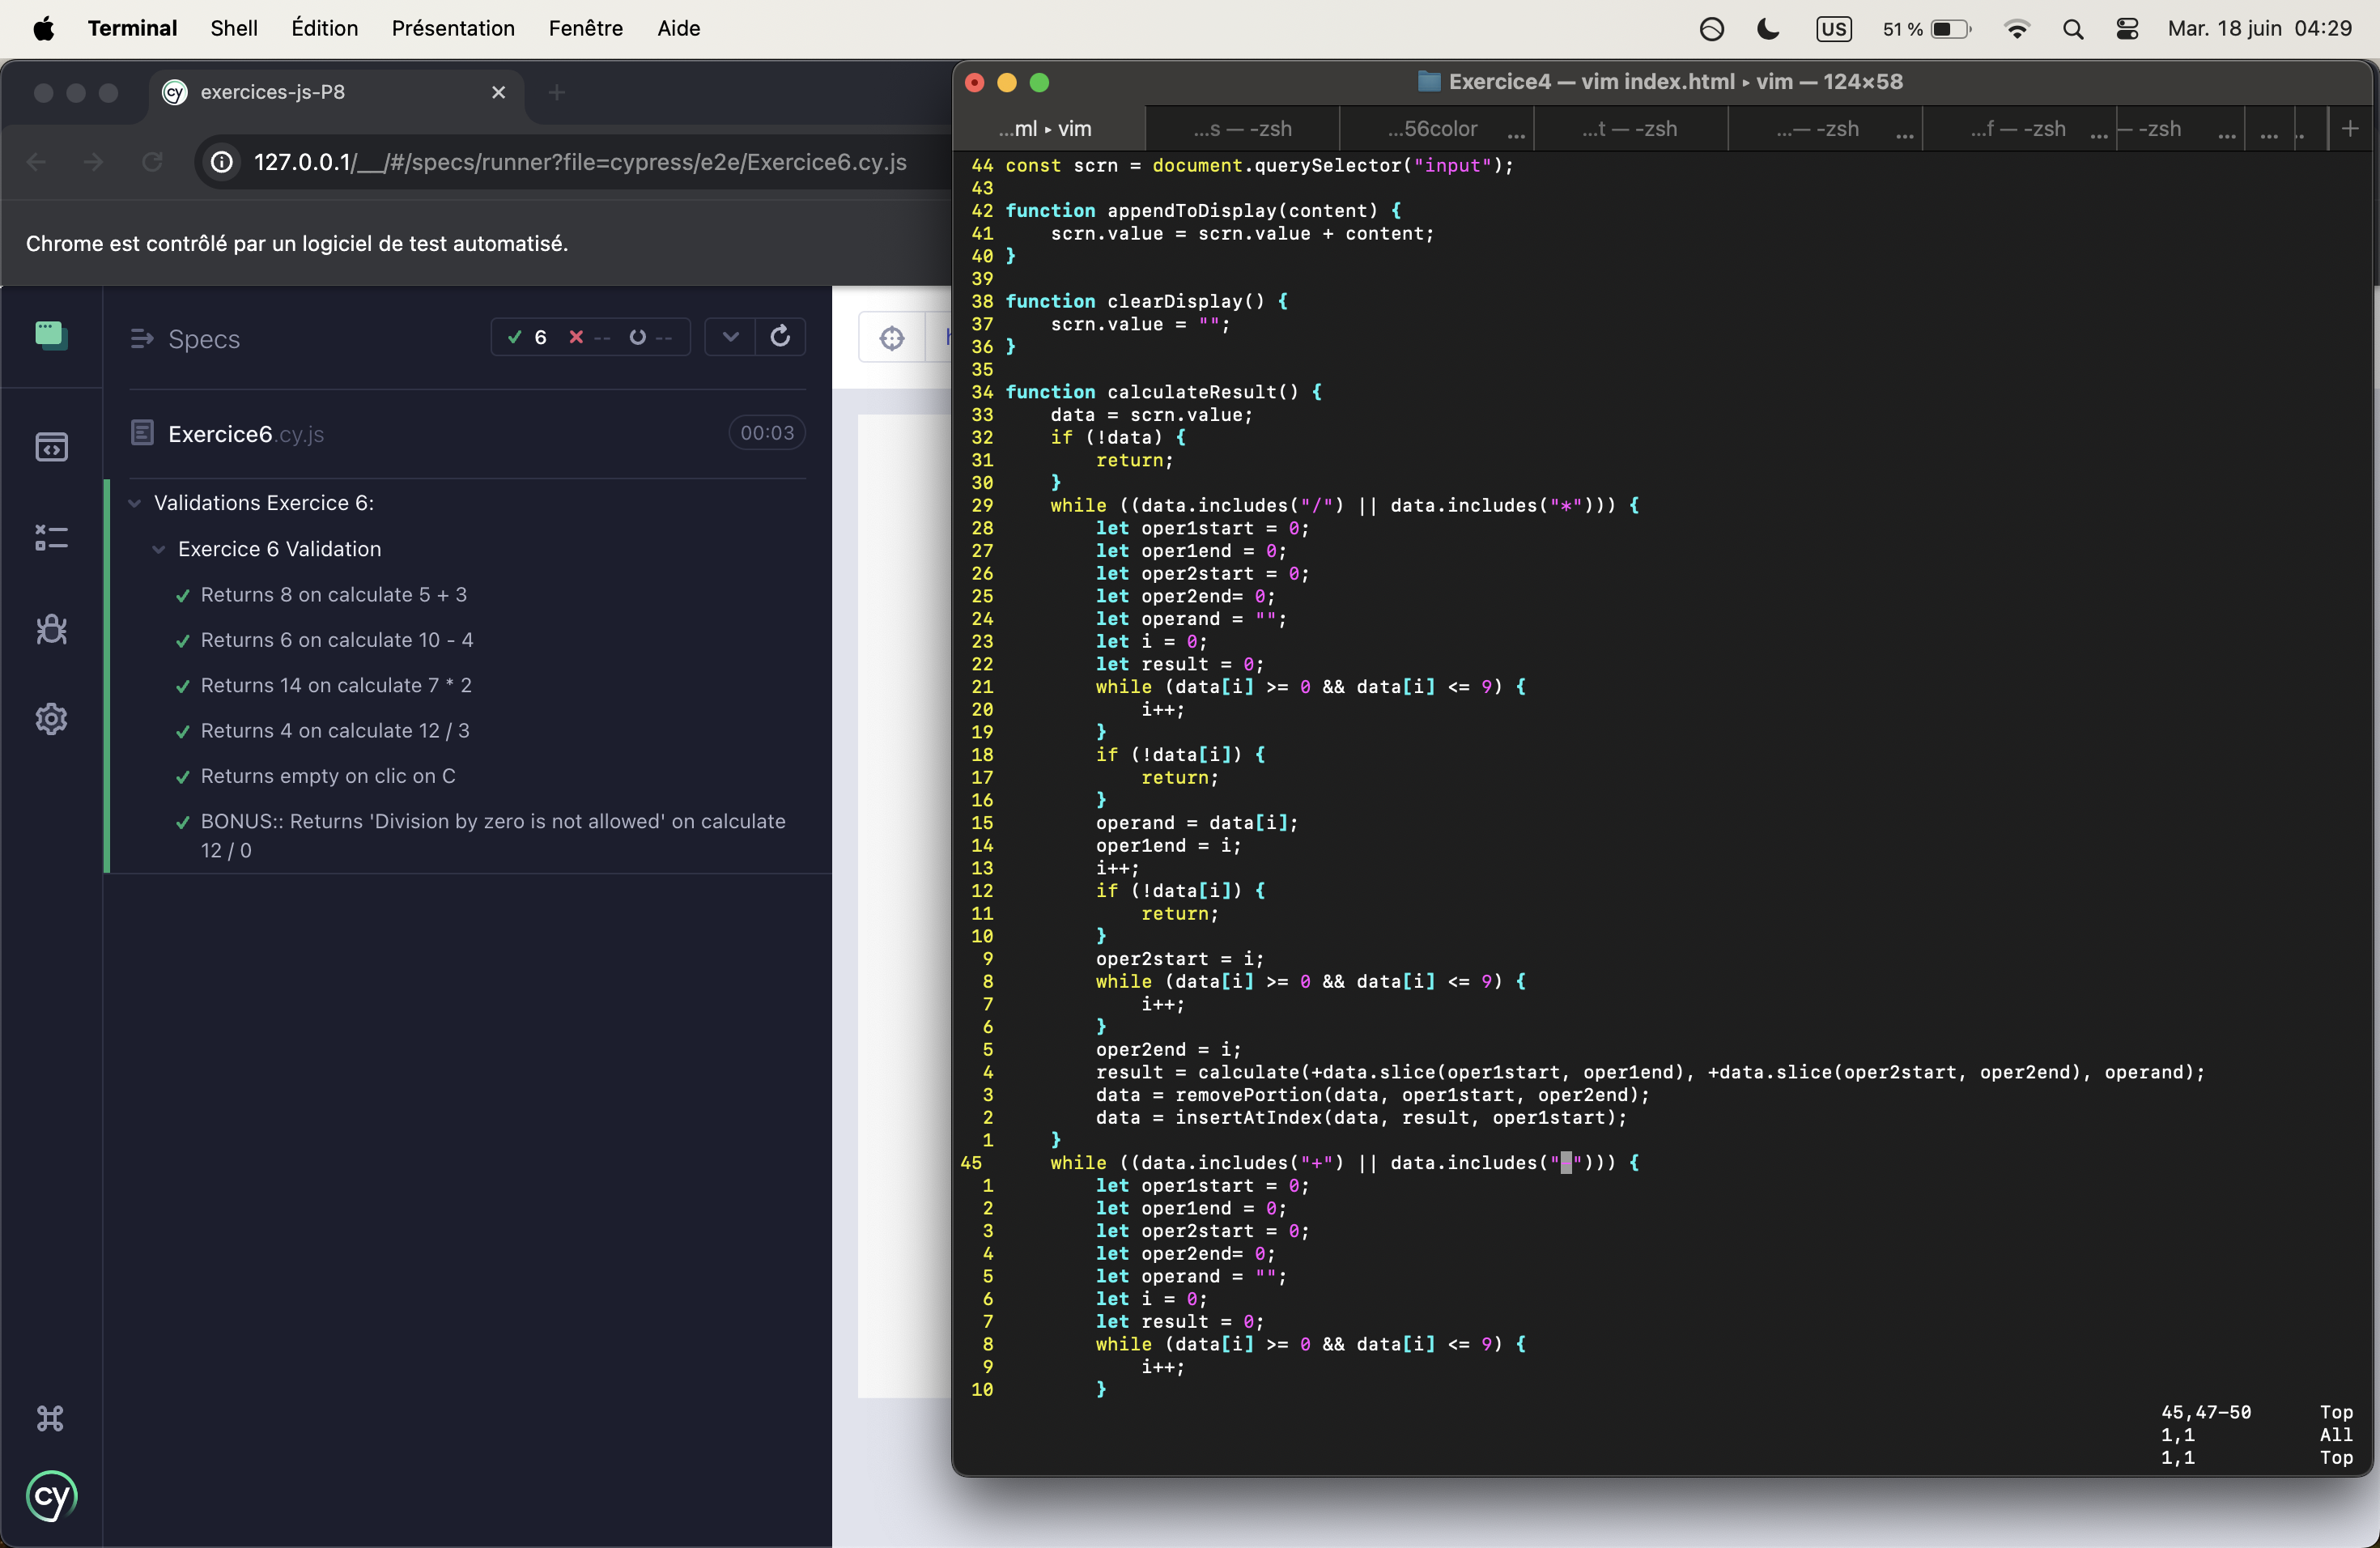 Terminal Shell Édition Présentation Fenêtre Aide US 51 % Mar. 18 juin 04:29
exercices-js-P8
127.0.0.1/__/#/specs/runner?file=cypress/e2e/Exercice6.cy.js
Chrome est contrôlé par un logiciel de test automatisé.
Specs 6 -- --
Exercice6.cy.js 00:03
Validations Exercice 6:
Exercice 6 Validation
Returns 8 on calculate 5 + 3
Returns 6 on calculate 10 - 4
Returns 14 on calculate 7 * 2
Returns 4 on calculate 12 / 3
Returns empty on clic on C
BONUS:: Returns 'Division by zero is not allowed' on calculate
12 / 0
cy
Exercice4 — vim index.html ▸ vim — 124×58
...ml ▸ vim ...s — -zsh ...56color ... ...t — -zsh ...— -zsh ... ...f — -zsh ... — -zsh ... ...
44 const scrn = document.querySelector("input");
43
42 function appendToDisplay(content) {
41     scrn.value = scrn.value + content;
40 }
39
38 function clearDisplay() {
37     scrn.value = "";
36 }
35
34 function calculateResult() {
33     data = scrn.value;
32     if (!data) {
31         return;
30     }
29     while ((data.includes("/") || data.includes("*"))) {
28         let oper1start = 0;
27         let oper1end = 0;
26         let oper2start = 0;
25         let oper2end= 0;
24         let operand = "";
23         let i = 0;
22         let result = 0;
21         while (data[i] >= 0 && data[i] <= 9) {
20             i++;
19         }
18         if (!data[i]) {
17             return;
16         }
15         operand = data[i];
14         oper1end = i;
13         i++;
12         if (!data[i]) {
11             return;
10         }
9         oper2start = i;
8         while (data[i] >= 0 && data[i] <= 9) {
7             i++;
6         }
5         oper2end = i;
4         result = calculate(+data.slice(oper1start, oper1end), +data.slice(oper2start, oper2end), operand);
3         data = removePortion(data, oper1start, oper2end);
2         data = insertAtIndex(data, result, oper1start);
1     }
45     while ((data.includes("+") || data.includes(" "))) {
1         let oper1start = 0;
2         let oper1end = 0;
3         let oper2start = 0;
4         let oper2end= 0;
5         let operand = "";
6         let i = 0;
7         let result = 0;
8         while (data[i] >= 0 && data[i] <= 9) {
9             i++;
10         }
45,47-50 Top
1,1 All
1,1 Top